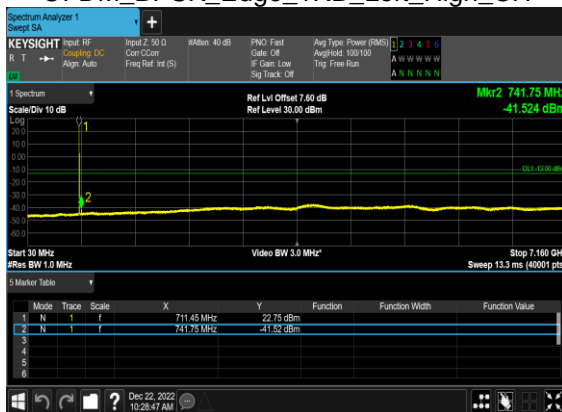 Spectrum Analyzer 1
Swept SA
KEYSIGHT Input: RF Input Z: 50 Ω #Atten: 40 dB PNO: Fast Avg Type: Power (RMS) 1 2 3 4 5 6
R T Coupling: DC Corr CCorr Gate: Off Avg|Hold: 100/100 A W W W W W
Align: Auto Freq Ref: Int (S) IF Gain: Low Trig: Free Run A N N N N N
Sig Track: Off
1 Spectrum Ref Lvl Offset 7.60 dB Mkr2 741.75 MHz
Scale/Div 10 dB Ref Level 30.00 dBm -41.524 dBm
Log
20.0
10.0
0.00
-10.0
-20.0
-30.0
-40.0
-50.0
-60.0
1
2
DL1 -13.00 dBm
Start 30 MHz Video BW 3.0 MHz* Stop 7.160 GHz
#Res BW 1.0 MHz Sweep 13.3 ms (40001 pts)
5 Marker Table
Mode Trace Scale X Y Function Function Width Function Value
1 N 1 f 711.45 MHz 22.75 dBm
2 N 1 f 741.75 MHz -41.52 dBm
3
4
5
6
? Dec 22, 2022
10:28:47 AM